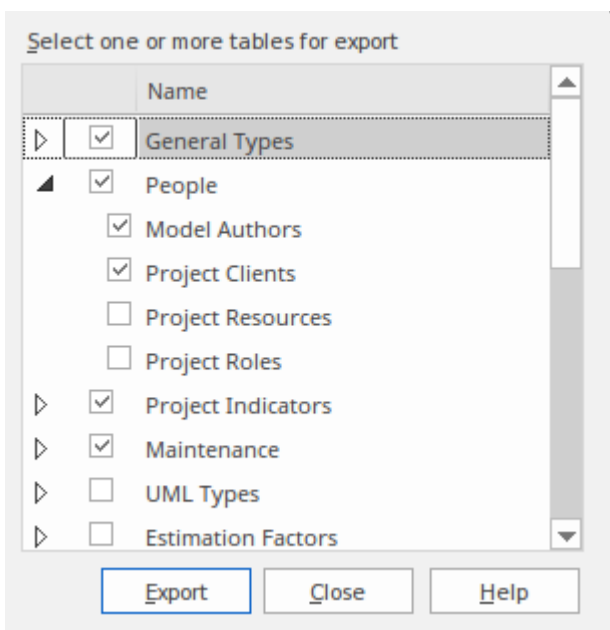 Select one or more tables for export
Name
General Types
People
Model Authors
Project Clients
Project Resources
Project Roles
Project Indicators
Maintenance
UML Types
Estimation Factors
Export Close Help